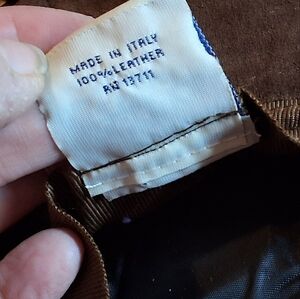 MADE IN ITALY
100% LEATHER
RN 13711